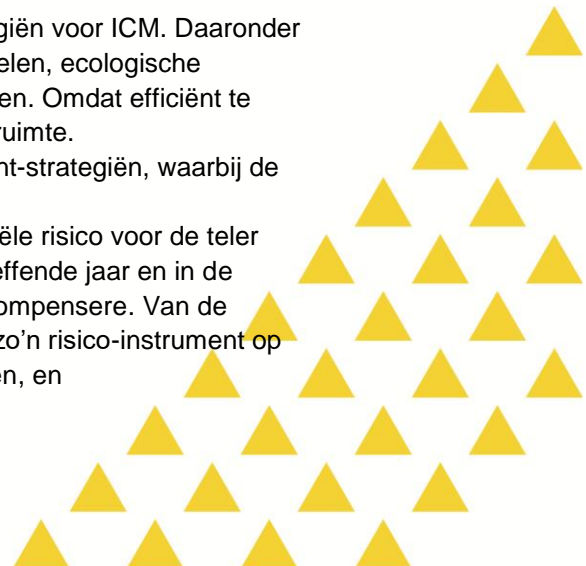 giën voor ICM. Daaronder
elen, ecologische
en. Omdat efficiënt te
ruimte.
nt-strategiën, waarbij de
ële risico voor de teler
effende jaar en in de
ompensere. Van de
zo’n risico-instrument op
en, en